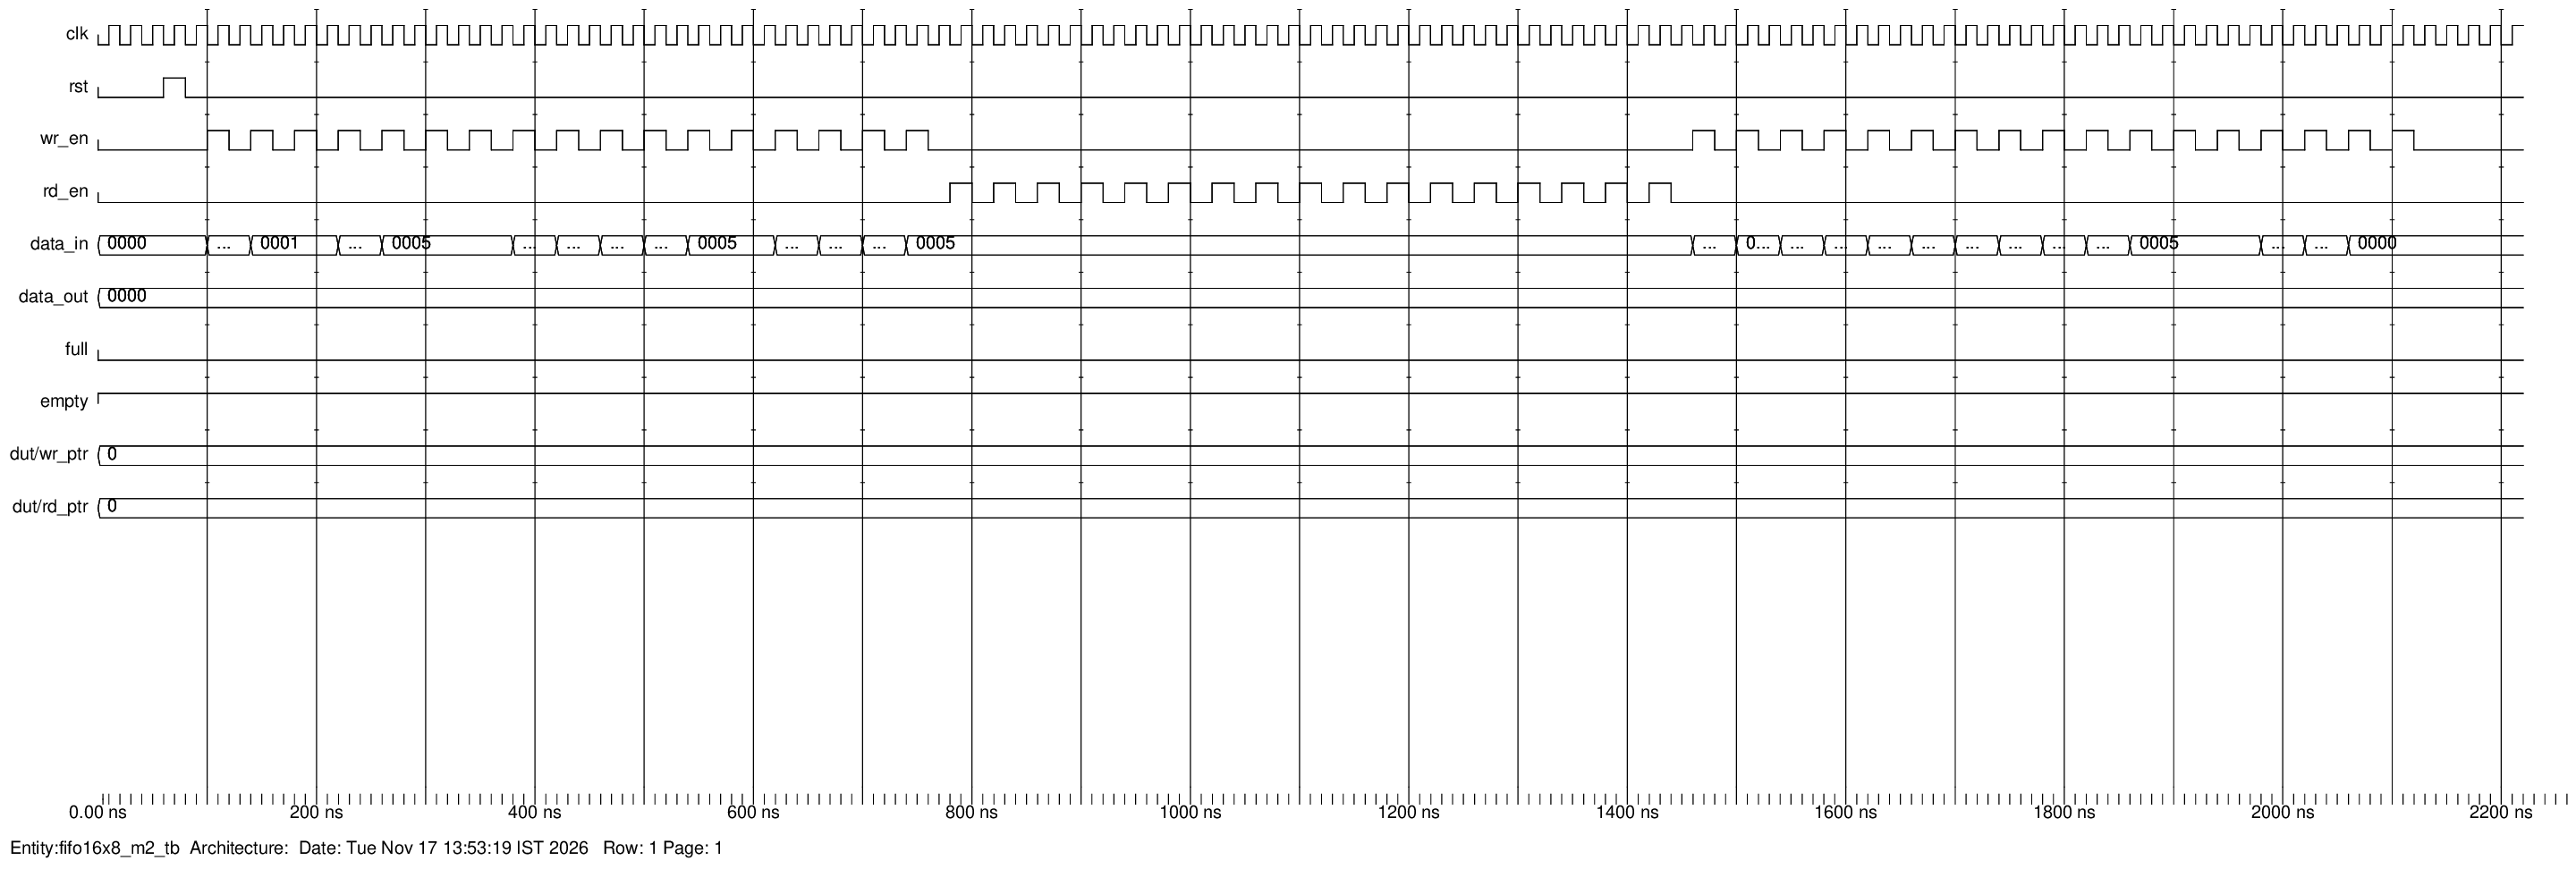 clk
rst
wr_en
rd_en
data_in 0000 ... 0001 ... 0005 ... ... ... ... 0005 ... ... ... 0005 ... 0... ... ... ... ... ... ... ... ... 0005 ... ... 0000
data_out 0000
full
empty
dut/wr_ptr 0
dut/rd_ptr 0
0.00 ns 200 ns 400 ns 600 ns 800 ns 1000 ns 1200 ns 1400 ns 1600 ns 1800 ns 2000 ns 2200 ns
Entity:fifo16x8_m2_tb Architecture: Date: Tue Nov 17 13:53:19 IST 2026 Row: 1 Page: 1